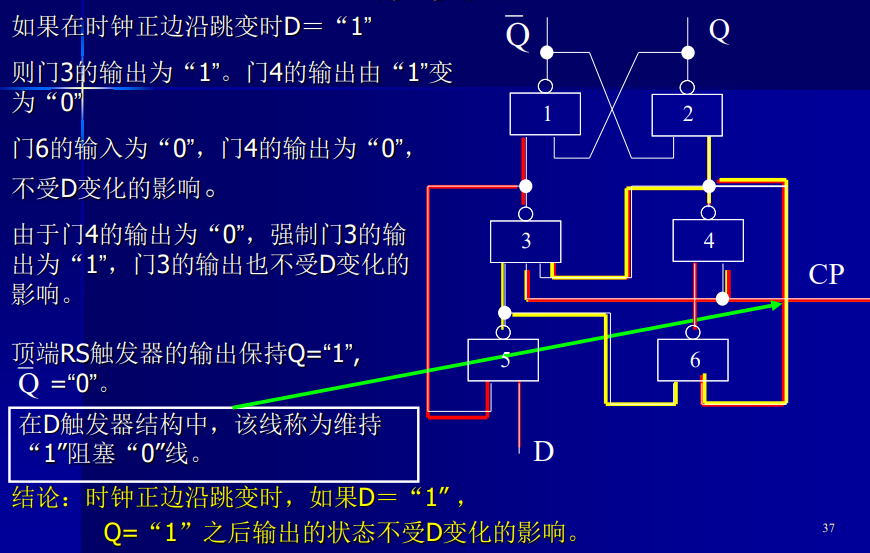 如果在时钟正边沿跳变时D＝“1”
则门3的输出为“1”。门4的输出由“1”变
为“0”
门6的输入为“0”，门4的输出为“0”，
不受D变化的影响。
由于门4的输出为“0”，强制门3的输
出为“1”，门3的输出也不受D变化的
影响。
顶端RS触发器的输出保持Q=“1”，
Q̅ =“0”。
在D触发器结构中，该线称为维持
“1”阻塞“0”线。
结论：时钟正边沿跳变时，如果D＝“1”，
Q=“1”之后输出的状态不受D变化的影响。
Q̅
Q
1
2
3
4
CP
5
6
D
37